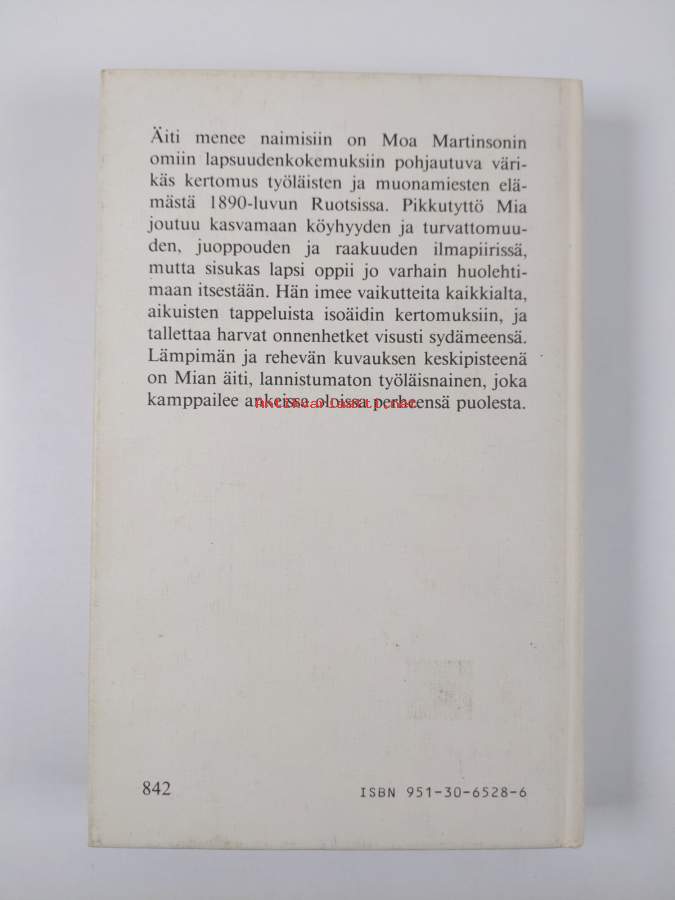 Äiti menee naimisiin on Moa Martinsonin
omiin lapsuudenkokemuksiin pohjautuva väri-
käs kertomus työläisten ja muonamiesten elä-
mästä 1890-luvun Ruotsissa. Pikkutyttö Mia
joutuu kasvamaan köyhyyden ja turvattomuu-
den, juoppouden ja raakuuden ilmapiirissä,
mutta sisukas lapsi oppii jo varhain huolehti-
maan itsestään. Hän imee vaikutteita kaikkialta,
aikuisten tappeluista isoäidin kertomuksiin, ja
tallettaa harvat onnenhetket visusti sydämeensä.
Lämpimän ja rehevän kuvauksen keskipisteenä
on Mian äiti, lannistumaton työläisnainen, joka
kamppailee ankeissa oloissa perheensä puolesta.
842
ISBN 951-30-6528-6